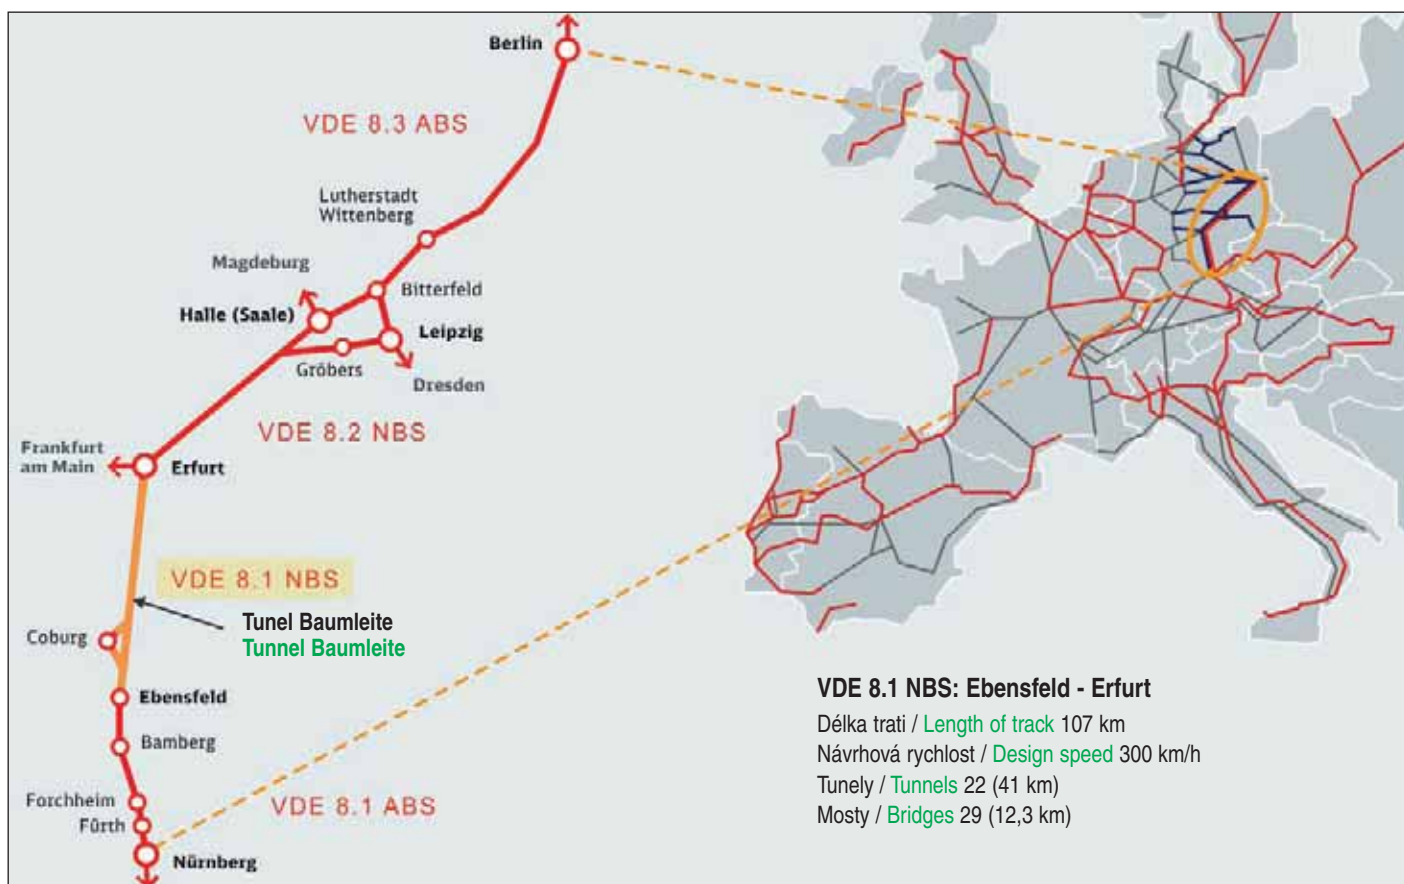 Berlin
VDE 8.3 ABS
Lutherstadt
Wittenberg
Magdeburg
Bitterfeld
Halle (Saale)
Leipzig
Gröbers
Dresden
VDE 8.2 NBS
Frankfurt
am Main
Erfurt
VDE 8.1 NBS
Tunel Baumleite
Tunnel Baumleite
Coburg
Ebensfeld
Bamberg
Forchheim
VDE 8.1 ABS
Fürth
Nürnberg
VDE 8.1 NBS: Ebensfeld - Erfurt
Délka trati / Length of track 107 km
Návrhová rychlost / Design speed 300 km/h
Tunely / Tunnels 22 (41 km)
Mosty / Bridges 29 (12,3 km)